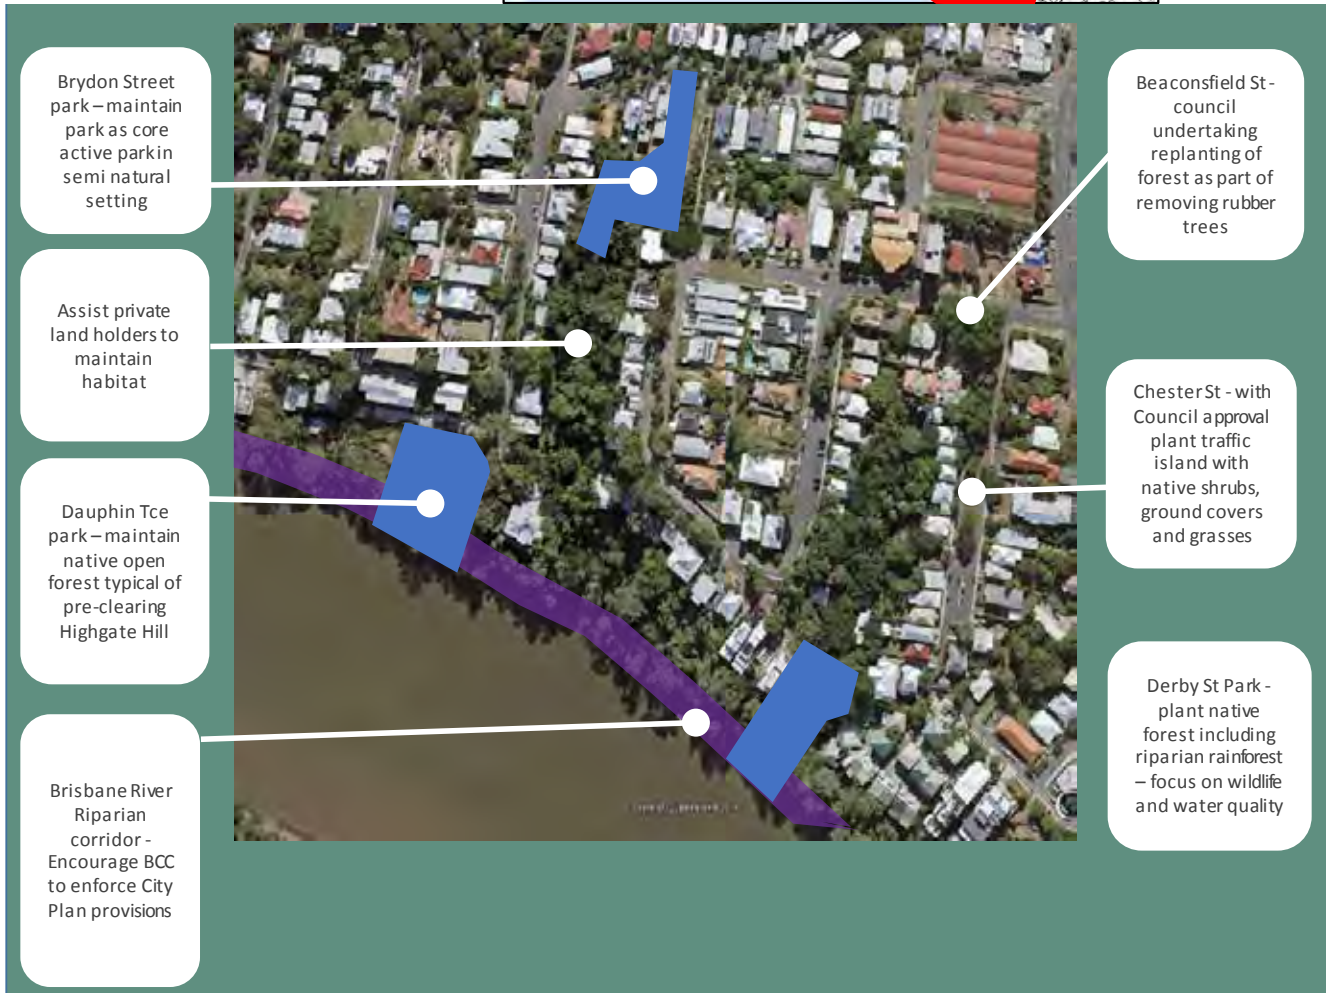 Brydon Street
park – maintain
park as core
active park in
semi natural
setting
Assist private
land holders to
maintain
habitat
Dauphin Tce
park – maintain
native open
forest typical of
pre-clearing
Highgate Hill
Brisbane River
Riparian
corridor -
Encourage BCC
to enforce City
Plan provisions
Beaconsfield St -
council
undertaking
replanting of
forest as part of
removing rubber
trees
Chester St - with
Council approval
plant traffic
island with
native shrubs,
ground covers
and grasses
Derby St Park -
plant native
forest including
riparian rainforest
– focus on wildlife
and water quality